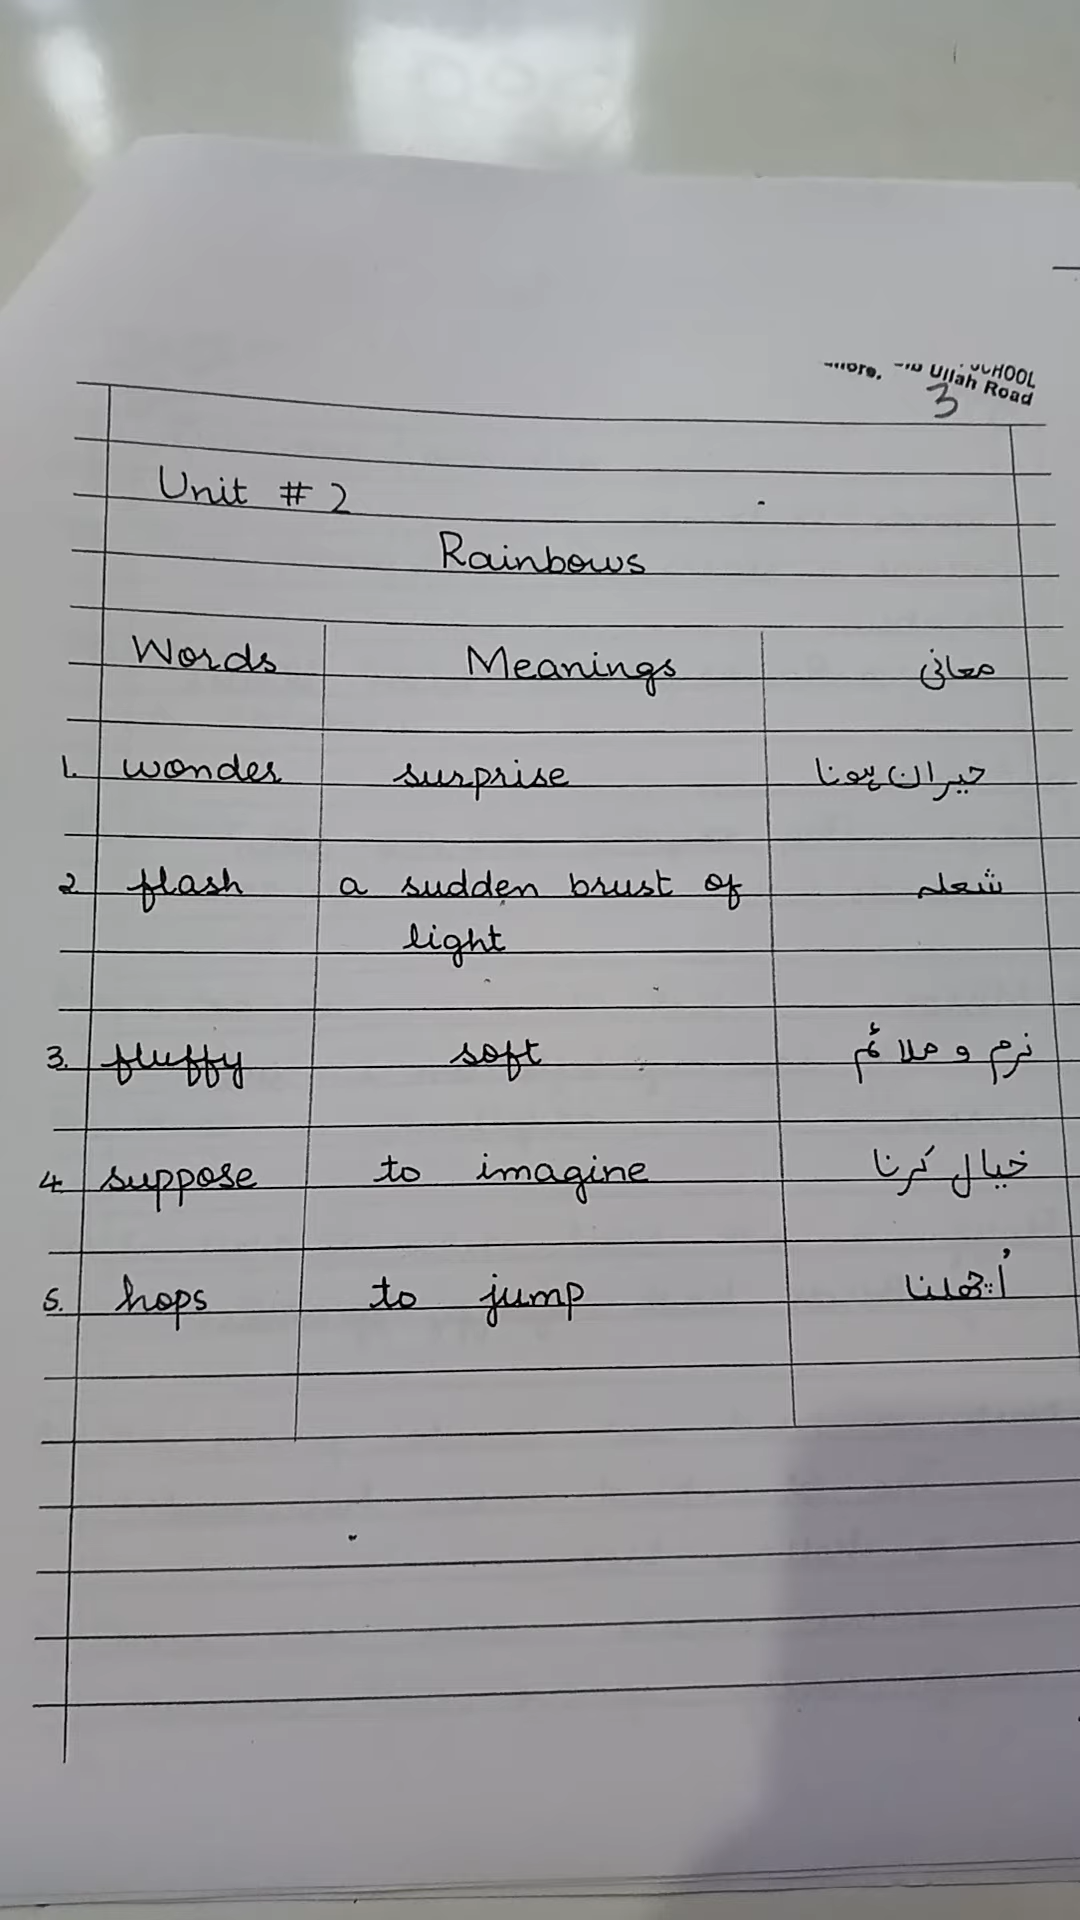 SCHOOL
Ullah Road
3
Unit # 2
Rainbows
Words Meanings معانی
1. wonder surprise حیران ہونا
2 flash a sudden brust of شعلہ
light
3. fluffy soft نرم و ملائم
4. suppose to imagine خیال کرنا
5. hops to jump اُچھلنا